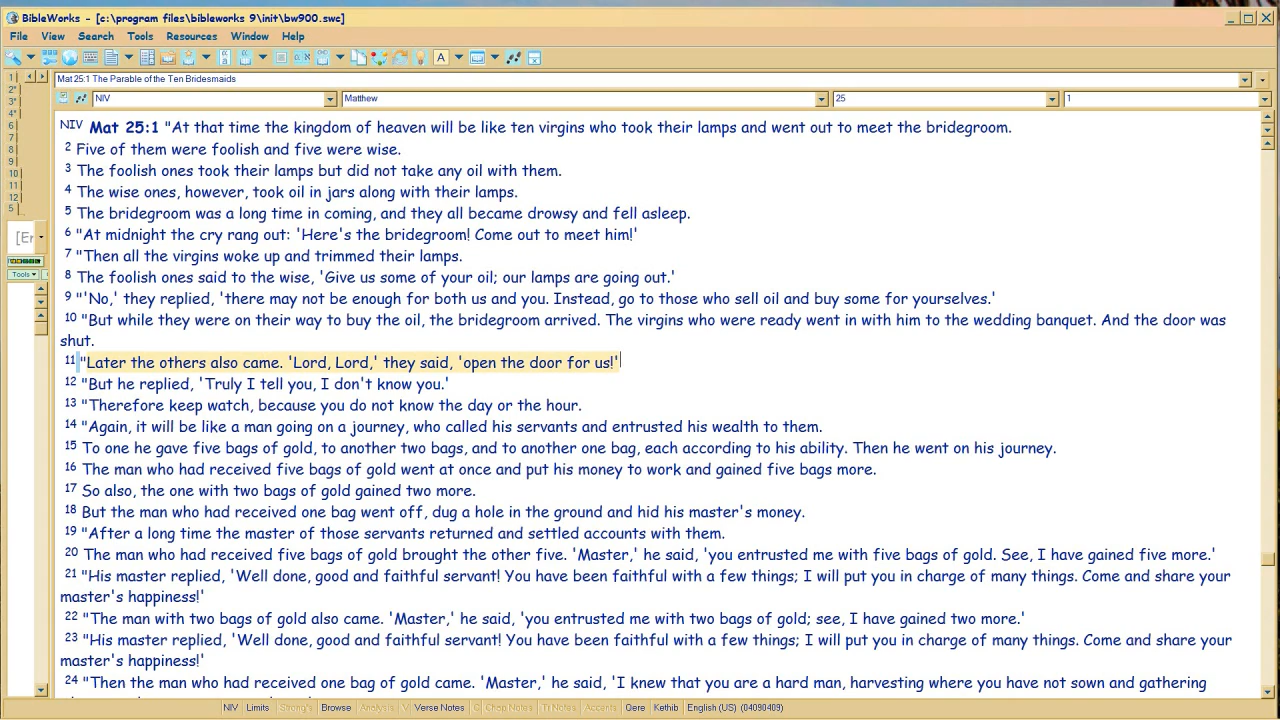 BibleWorks - [c:\program files\bibleworks 9\init\bw900.swc]
File View Search Tools Resources Window Help
Mat 25:1 The Parable of the Ten Bridesmaids
NIV Matthew 25 1
NIV Mat 25:1 "At that time the kingdom of heaven will be like ten virgins who took their lamps and went out to meet the bridegroom.
2 Five of them were foolish and five were wise.
3 The foolish ones took their lamps but did not take any oil with them.
4 The wise ones, however, took oil in jars along with their lamps.
5 The bridegroom was a long time in coming, and they all became drowsy and fell asleep.
6 "At midnight the cry rang out: 'Here's the bridegroom! Come out to meet him!'
7 "Then all the virgins woke up and trimmed their lamps.
8 The foolish ones said to the wise, 'Give us some of your oil; our lamps are going out.'
9 "'No,' they replied, 'there may not be enough for both us and you. Instead, go to those who sell oil and buy some for yourselves.'
10 "But while they were on their way to buy the oil, the bridegroom arrived. The virgins who were ready went in with him to the wedding banquet. And the door was
shut.
11 "Later the others also came. 'Lord, Lord,' they said, 'open the door for us!'
12 "But he replied, 'Truly I tell you, I don't know you.'
13 "Therefore keep watch, because you do not know the day or the hour.
14 "Again, it will be like a man going on a journey, who called his servants and entrusted his wealth to them.
15 To one he gave five bags of gold, to another two bags, and to another one bag, each according to his ability. Then he went on his journey.
16 The man who had received five bags of gold went at once and put his money to work and gained five bags more.
17 So also, the one with two bags of gold gained two more.
18 But the man who had received one bag went off, dug a hole in the ground and hid his master's money.
19 "After a long time the master of those servants returned and settled accounts with them.
20 The man who had received five bags of gold brought the other five. 'Master,' he said, 'you entrusted me with five bags of gold. See, I have gained five more.'
21 "His master replied, 'Well done, good and faithful servant! You have been faithful with a few things; I will put you in charge of many things. Come and share your
master's happiness!'
22 "The man with two bags of gold also came. 'Master,' he said, 'you entrusted me with two bags of gold; see, I have gained two more.'
23 "His master replied, 'Well done, good and faithful servant! You have been faithful with a few things; I will put you in charge of many things. Come and share your
master's happiness!'
24 "Then the man who had received one bag of gold came. 'Master,' he said, 'I knew that you are a hard man, harvesting where you have not sown and gathering
1
2*
3*
4*
6
7
8
9
10
11
12
5
[Er
Tools
NIV Limits Strong's Browse Analysis V Verse Notes C Chap Notes Tr Notes Accents Qere Kethib English (US) (04090409)